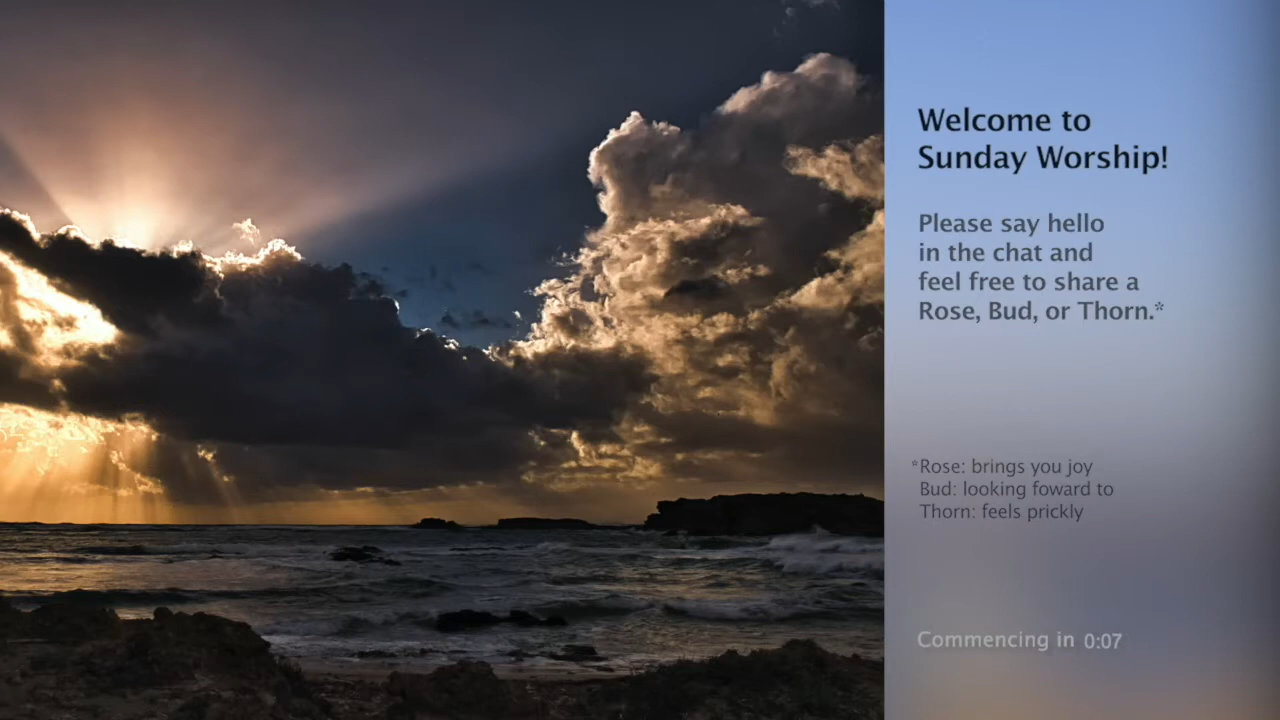 Welcome to
Sunday Worship!
Please say hello
in the chat and
feel free to share a
Rose, Bud, or Thorn.*
*Rose: brings you joy
Bud: looking foward to
Thorn: feels prickly
Commencing in 0:07